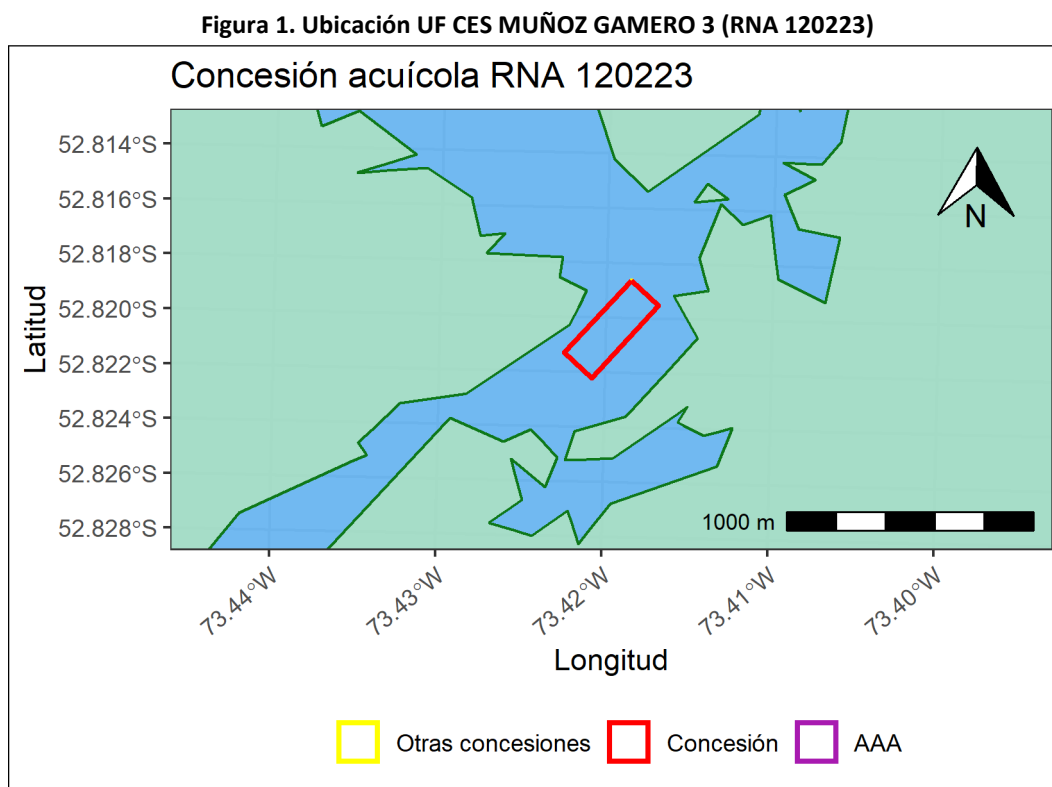 Figura 1. Ubicación UF CES MUÑOZ GAMERO 3 (RNA 120223)
Concesión acuícola RNA 120223
52.814°S
52.816°S
52.818°S
52.820°S
52.822°S
52.824°S
52.826°S
52.828°S
Latitud
N
1000 m
73.44°W
73.43°W
73.42°W
73.41°W
73.40°W
Longitud
Otras concesiones
Concesión
AAA